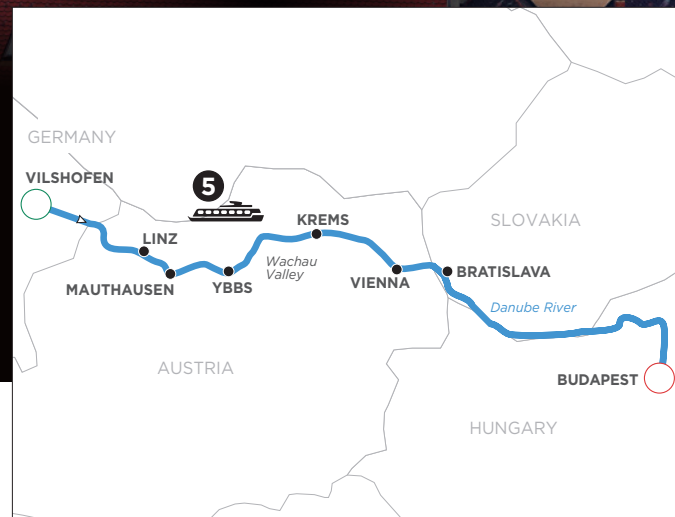 GERMANY
VILSHOFEN
5
LINZ
MAUTHAUSEN
YBBS
KREMS
Wachau
Valley
VIENNA
SLOVAKIA
BRATISLAVA
Danube River
AUSTRIA
BUDAPEST
HUNGARY